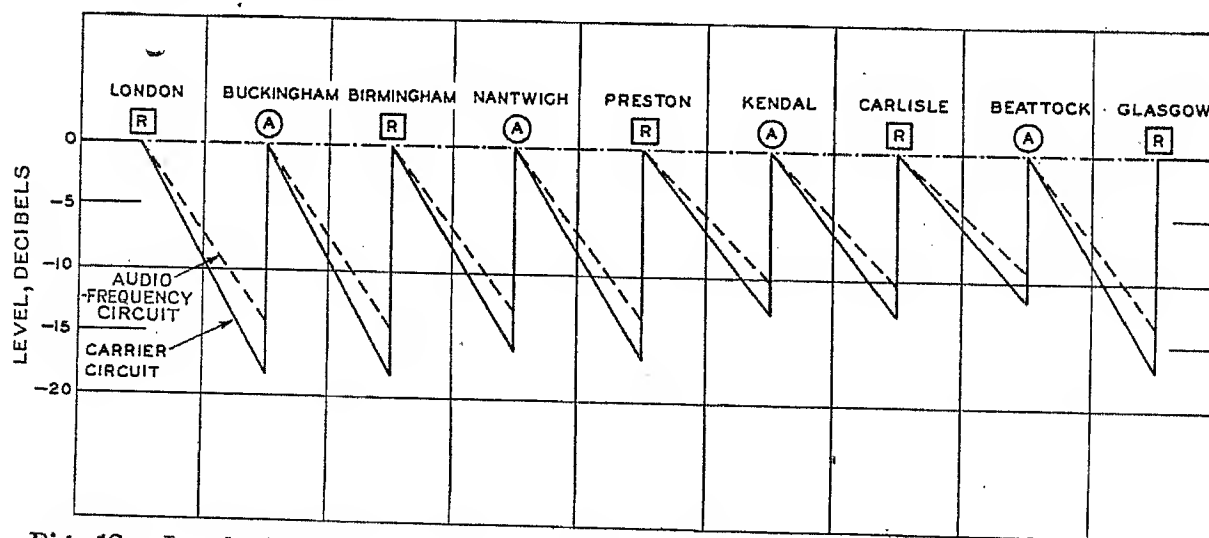 LONDON BUCKINGHAM BIRMINGHAM NANTWICH PRESTON KENDAL CARLISLE BEATTOCK GLASGOW
R A R A R A R A R
LEVEL, DECIBELS
0
-5
-10
-15
-20
AUDIO
-FREQUENCY
CIRCUIT
CARRIER
CIRCUIT